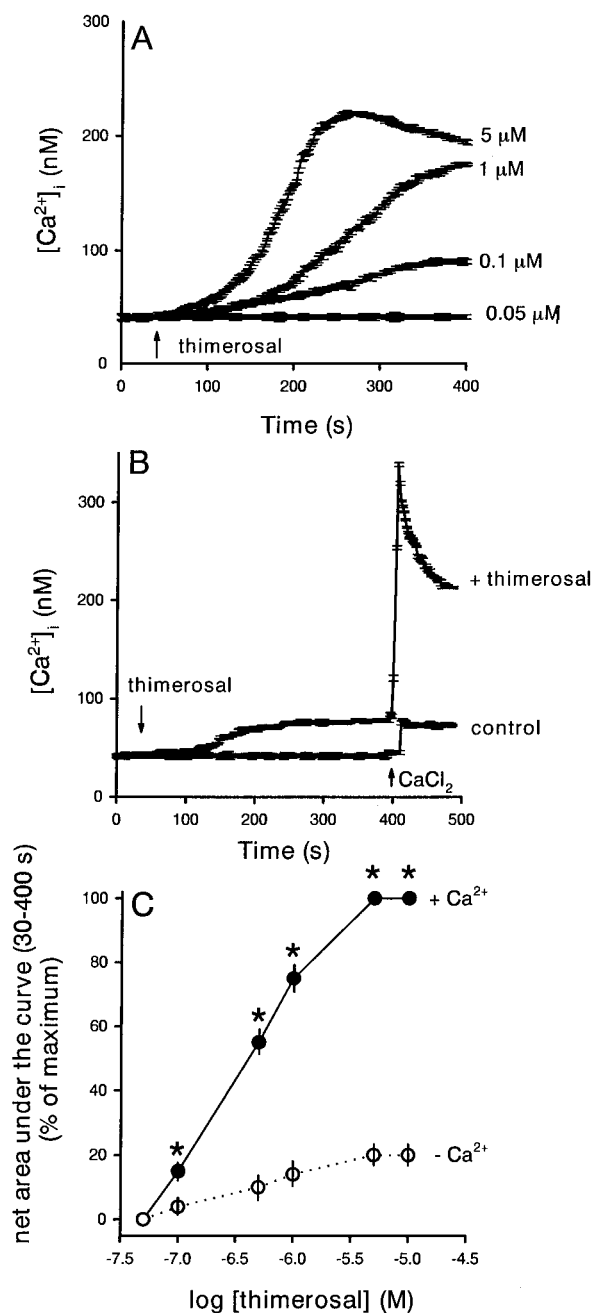 A
300
200
100
0
[Ca²⁺]ᵢ (nM)
5 µM
1 µM
0.1 µM
0.05 µM
thimerosal
0 100 200 300 400
Time (s)
B
300
200
100
0
[Ca²⁺]ᵢ (nM)
thimerosal
+ thimerosal
control
CaCl₂
0 100 200 300 400 500
Time (s)
C
100
80
60
40
20
0
net area under the curve (30-400 s)
(% of maximum)
* *
+ Ca²⁺
*
*
*
- Ca²⁺
-7.5 -7.0 -6.5 -6.0 -5.5 -5.0 -4.5
log [thimerosal] (M)